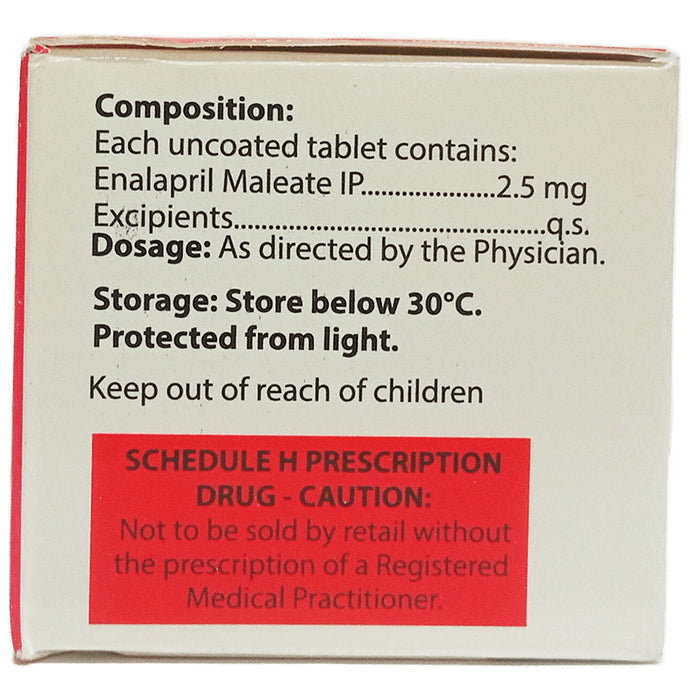 Composition:
Each uncoated tablet contains:
Enalapril Maleate IP.....................2.5 mg
Excipients................................................q.s.
Dosage: As directed by the Physician.
Storage: Store below 30°C.
Protected from light.
Keep out of reach of children
SCHEDULE H PRESCRIPTION
DRUG - CAUTION:
Not to be sold by retail without
the prescription of a Registered
Medical Practitioner.